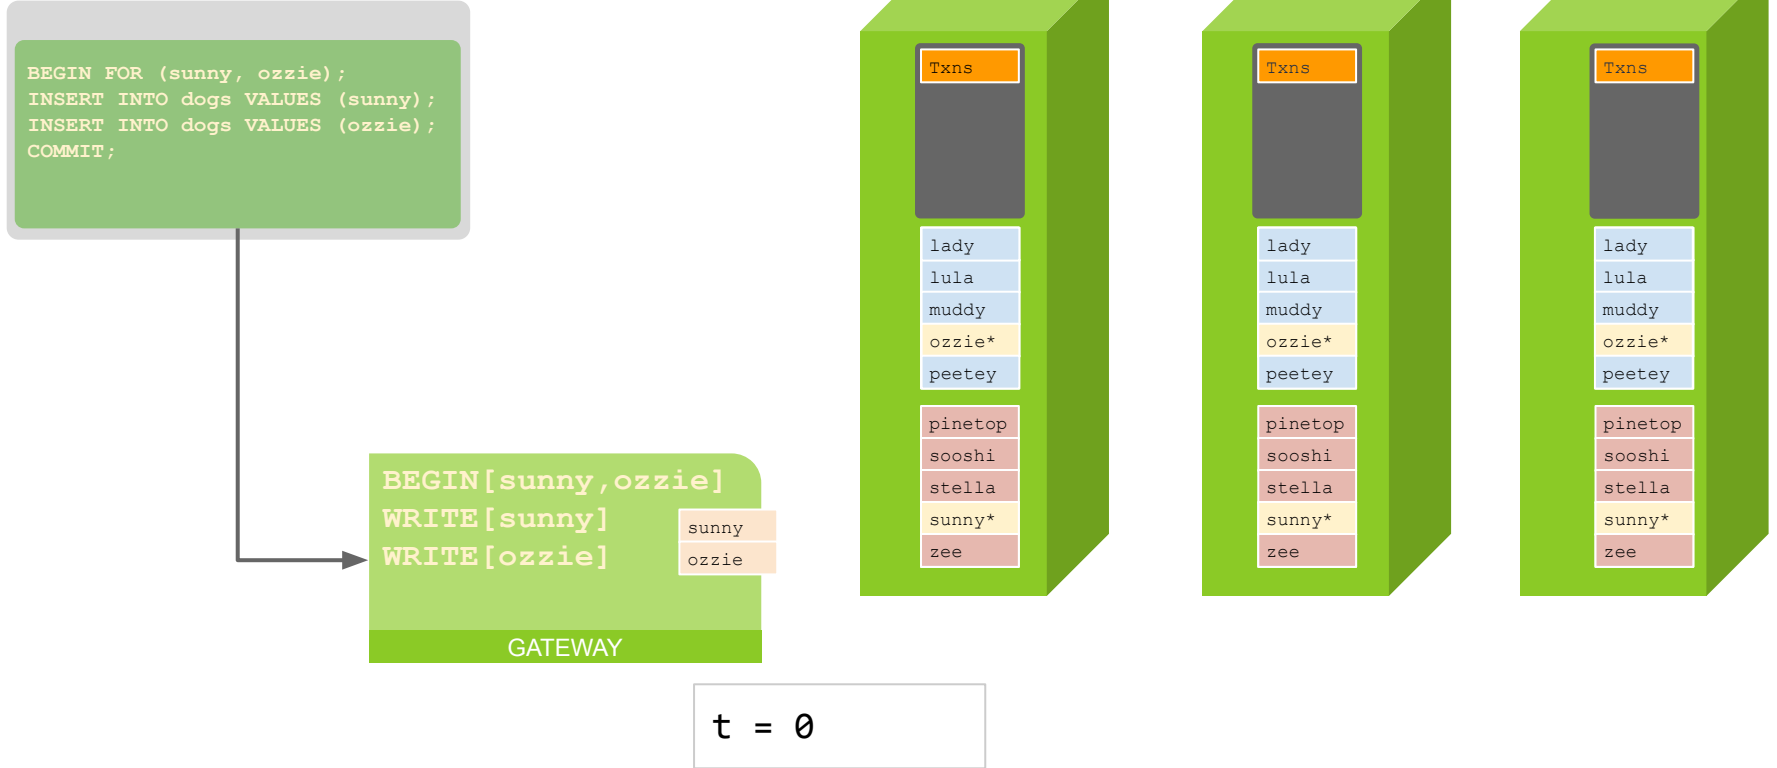 BEGIN FOR (sunny, ozzie);
INSERT INTO dogs VALUES (sunny);
INSERT INTO dogs VALUES (ozzie);
COMMIT;
BEGIN[sunny,ozzie]
WRITE[sunny]
WRITE[ozzie]
sunny
ozzie
GATEWAY
t = 0
Txns
lady
lula
muddy
ozzie*
peetey
pinetop
sooshi
stella
sunny*
zee
Txns
lady
lula
muddy
ozzie*
peetey
pinetop
sooshi
stella
sunny*
zee
Txns
lady
lula
muddy
ozzie*
peetey
pinetop
sooshi
stella
sunny*
zee